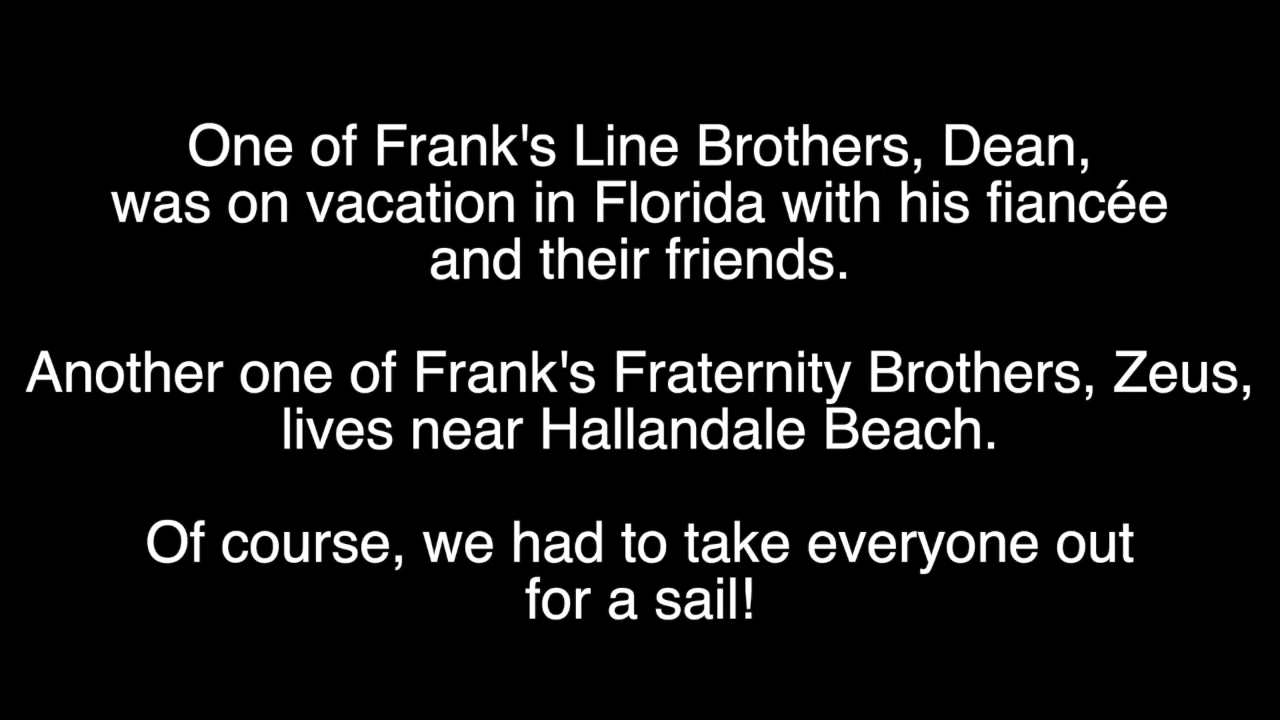 One of Frank's Line Brothers, Dean,
was on vacation in Florida with his fiancée
and their friends.
Another one of Frank's Fraternity Brothers, Zeus,
lives near Hallandale Beach.
Of course, we had to take everyone out
for a sail!